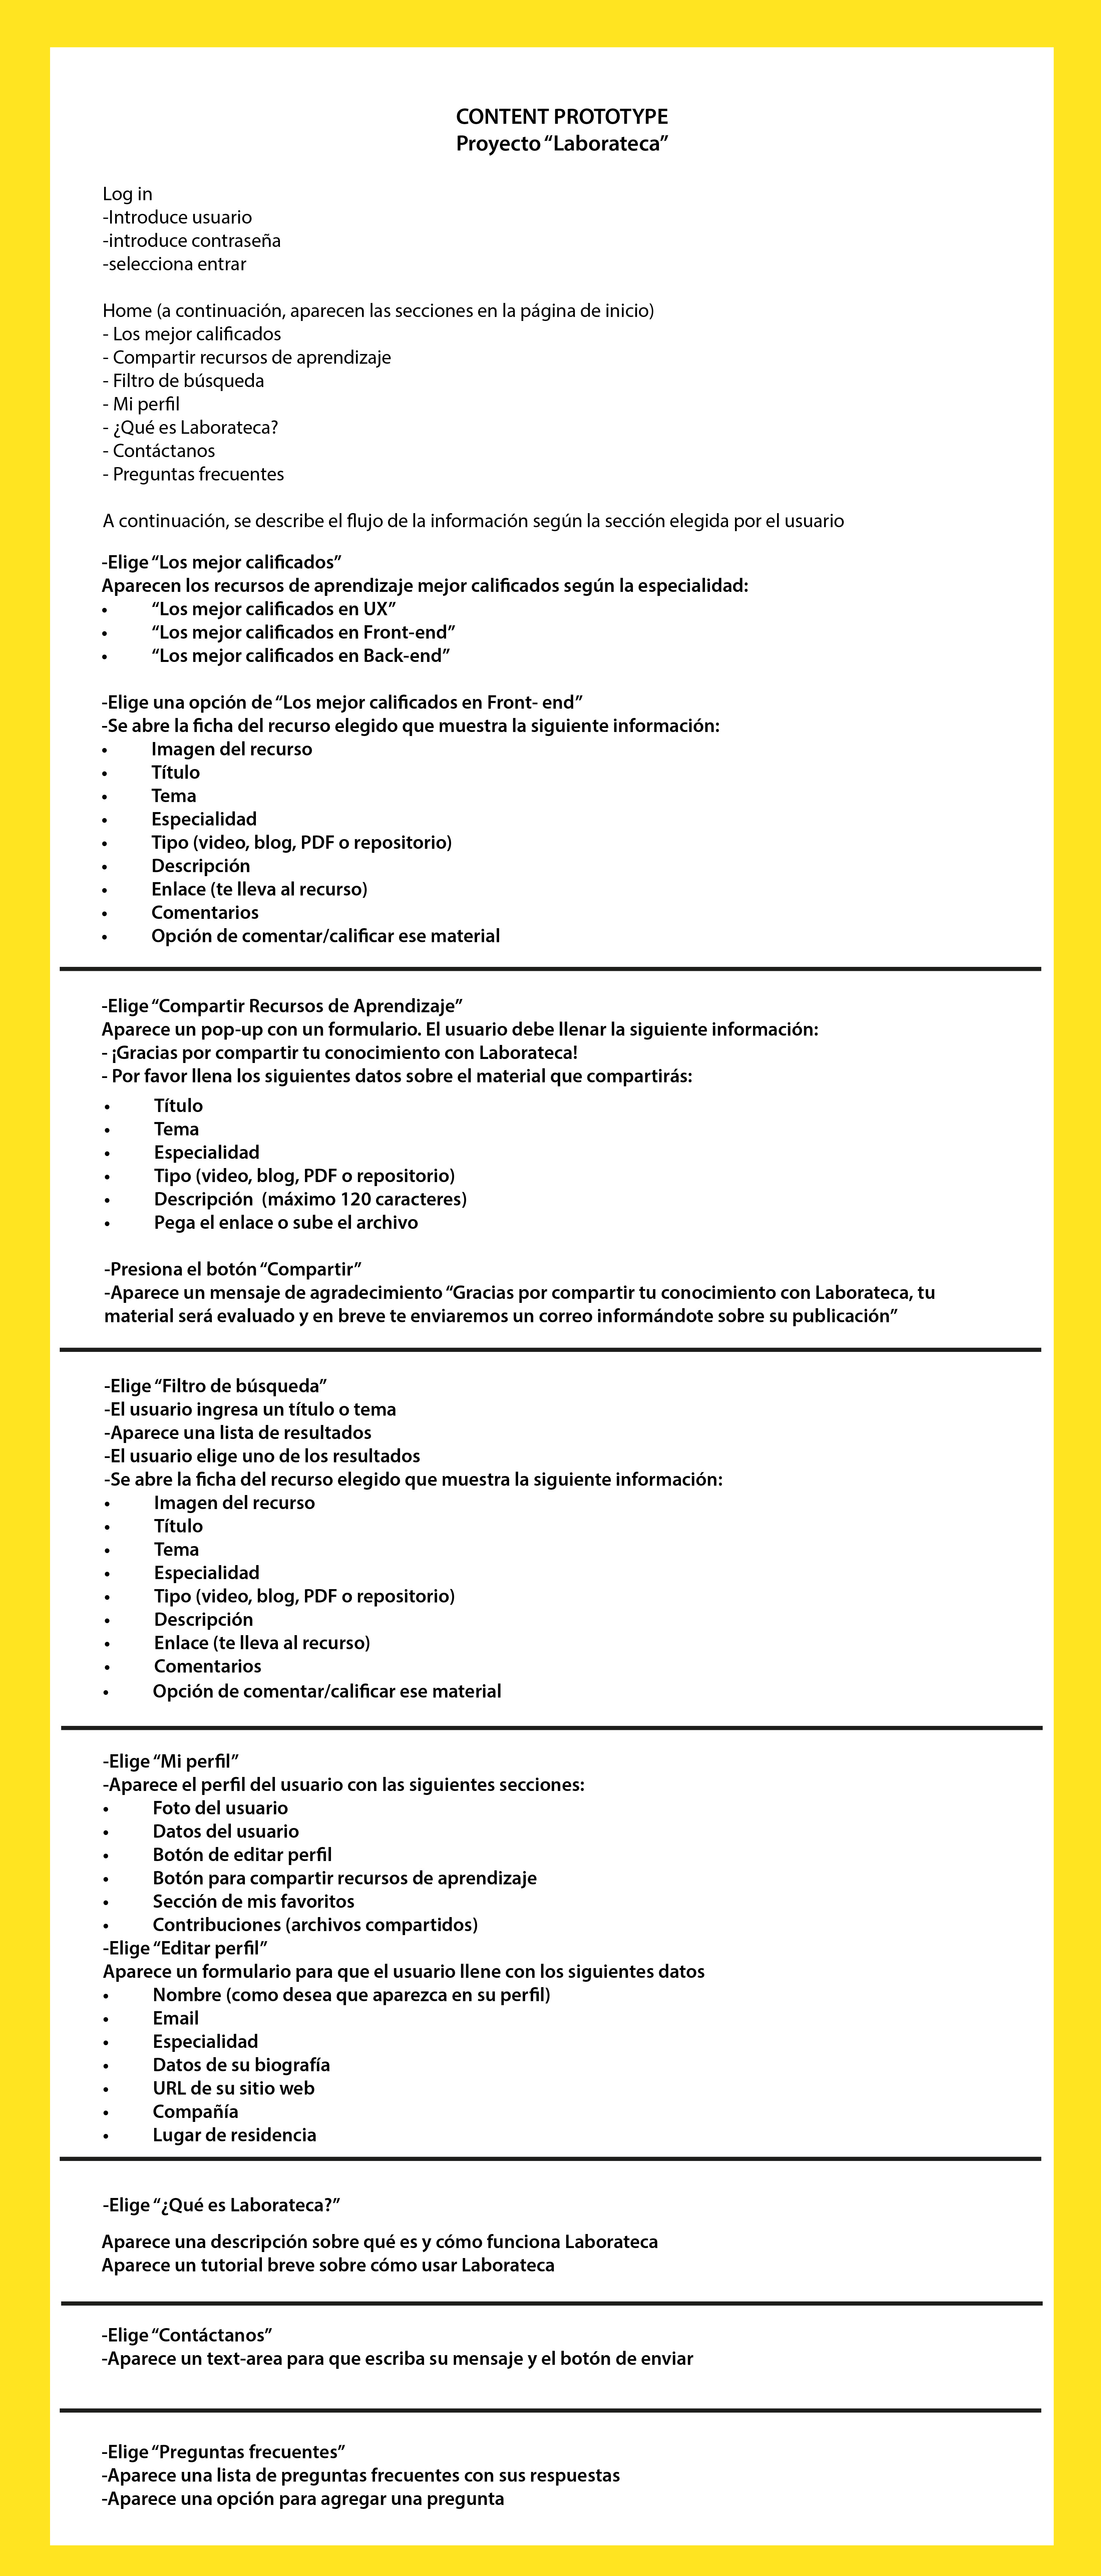 CONTENT PROTOTYPE
Proyecto “Laborateca”
Log in
-Introduce usuario
-introduce contraseña
-selecciona entrar
Home (a continuación, aparecen las secciones en la página de inicio)
- Los mejor calificados
- Compartir recursos de aprendizaje
- Filtro de búsqueda
- Mi perfil
- ¿Qué es Laborateca?
- Contáctanos
- Preguntas frecuentes
A continuación, se describe el flujo de la información según la sección elegida por el usuario
-Elige “Los mejor calificados”
Aparecen los recursos de aprendizaje mejor calificados según la especialidad:
• “Los mejor calificados en UX”
• “Los mejor calificados en Front-end”
• “Los mejor calificados en Back-end”
-Elige una opción de “Los mejor calificados en Front- end”
-Se abre la ficha del recurso elegido que muestra la siguiente información:
• Imagen del recurso
• Título
• Tema
• Especialidad
• Tipo (video, blog, PDF o repositorio)
• Descripción
• Enlace (te lleva al recurso)
• Comentarios
• Opción de comentar/calificar ese material
-Elige “Compartir Recursos de Aprendizaje”
Aparece un pop-up con un formulario. El usuario debe llenar la siguiente información:
- ¡Gracias por compartir tu conocimiento con Laborateca!
- Por favor llena los siguientes datos sobre el material que compartirás:
• Título
• Tema
• Especialidad
• Tipo (video, blog, PDF o repositorio)
• Descripción  (máximo 120 caracteres)
• Pega el enlace o sube el archivo
-Presiona el botón “Compartir”
-Aparece un mensaje de agradecimiento “Gracias por compartir tu conocimiento con Laborateca, tu
material será evaluado y en breve te enviaremos un correo informándote sobre su publicación”
-Elige “Filtro de búsqueda”
-El usuario ingresa un título o tema
-Aparece una lista de resultados
-El usuario elige uno de los resultados
-Se abre la ficha del recurso elegido que muestra la siguiente información:
• Imagen del recurso
• Título
• Tema
• Especialidad
• Tipo (video, blog, PDF o repositorio)
• Descripción
• Enlace (te lleva al recurso)
• Comentarios
• Opción de comentar/calificar ese material
-Elige “Mi perfil”
-Aparece el perfil del usuario con las siguientes secciones:
• Foto del usuario
• Datos del usuario
• Botón de editar perfil
• Botón para compartir recursos de aprendizaje
• Sección de mis favoritos
• Contribuciones (archivos compartidos)
-Elige “Editar perfil”
Aparece un formulario para que el usuario llene con los siguientes datos
• Nombre (como desea que aparezca en su perfil)
• Email
• Especialidad
• Datos de su biografía
• URL de su sitio web
• Compañía
• Lugar de residencia
-Elige “¿Qué es Laborateca?”
Aparece una descripción sobre qué es y cómo funciona Laborateca
Aparece un tutorial breve sobre cómo usar Laborateca
-Elige “Contáctanos”
-Aparece un text-area para que escriba su mensaje y el botón de enviar
-Elige “Preguntas frecuentes”
-Aparece una lista de preguntas frecuentes con sus respuestas
-Aparece una opción para agregar una pregunta